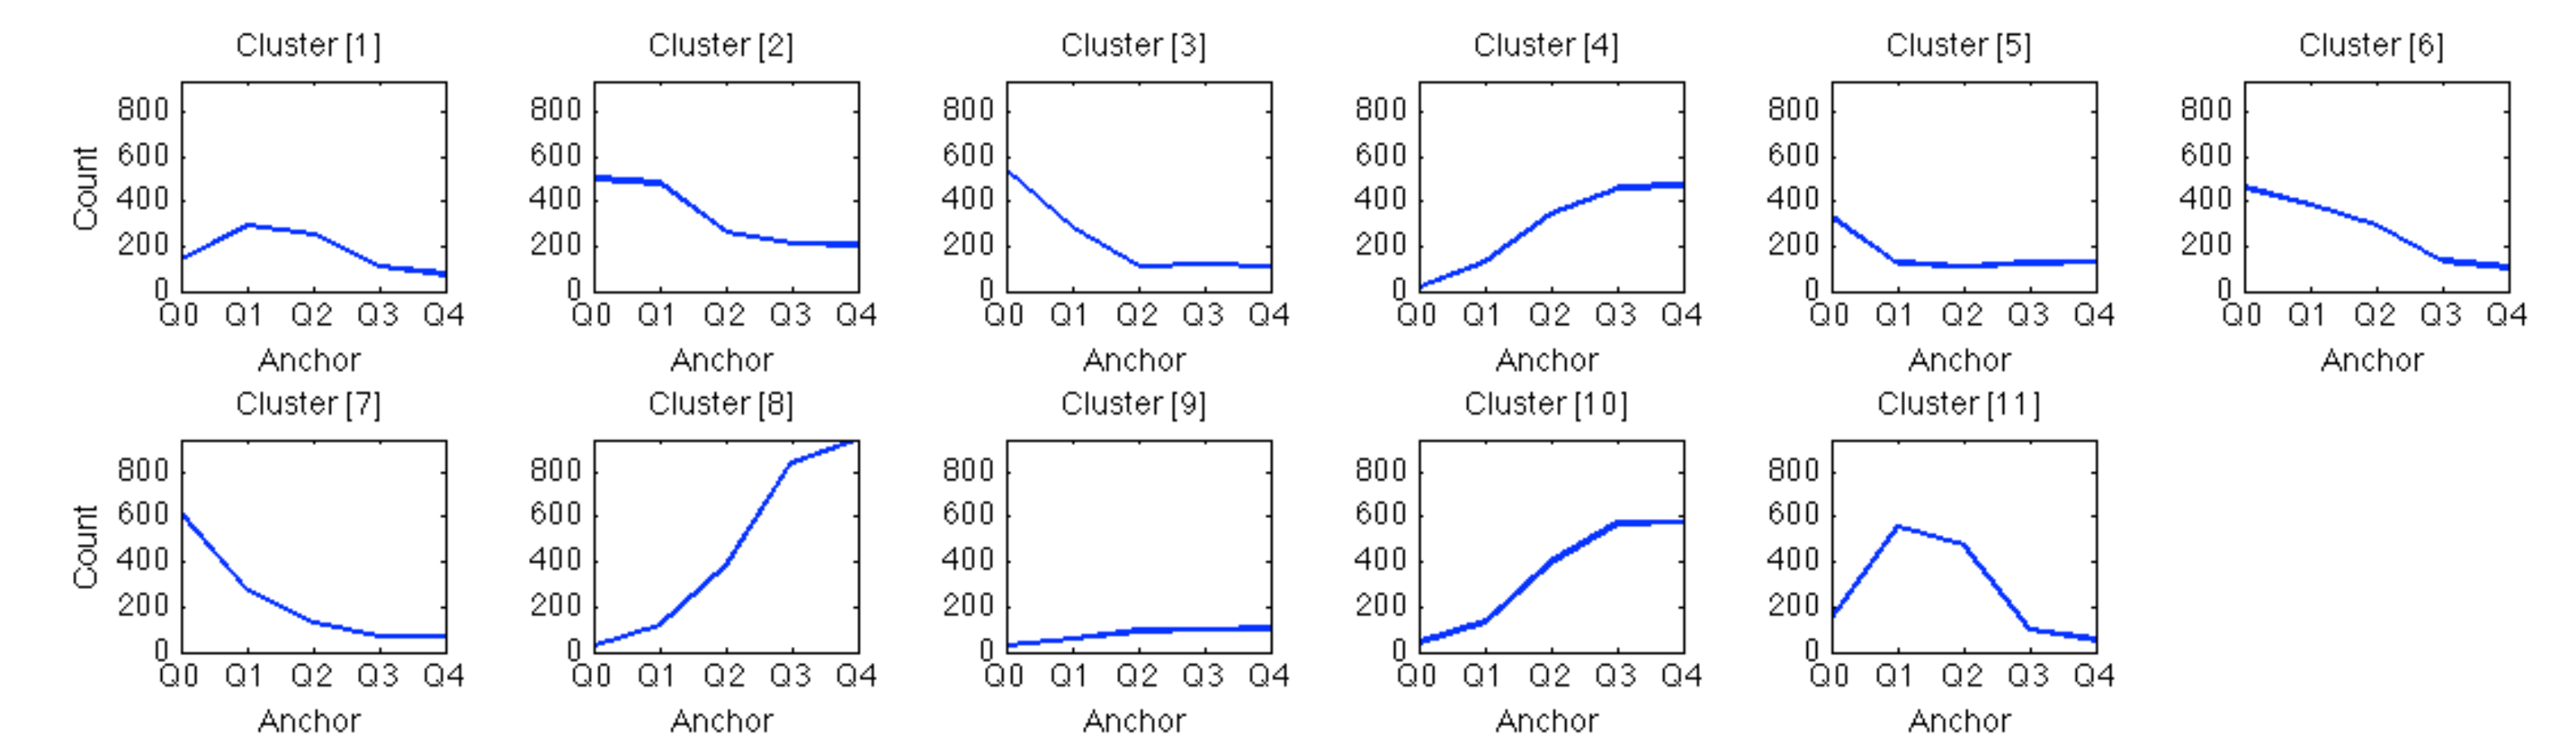 Cluster [1] Cluster [2] Cluster [3] Cluster [4] Cluster [5] Cluster [6]
800 800 800 800 800 800
600 600 600 600 600 600
Count
400 400 400 400 400 400
200 200 200 200 200 200
0 0 0 0 0 0
Q0 Q1 Q2 Q3 Q4 Q0 Q1 Q2 Q3 Q4 Q0 Q1 Q2 Q3 Q4 Q0 Q1 Q2 Q3 Q4 Q0 Q1 Q2 Q3 Q4 Q0 Q1 Q2 Q3 Q4
Anchor Anchor Anchor Anchor Anchor Anchor
Cluster [7] Cluster [8] Cluster [9] Cluster [10] Cluster [11]
800 800 800 800 800
600 600 600 600 600
Count
400 400 400 400 400
200 200 200 200 200
0 0 0 0 0
Q0 Q1 Q2 Q3 Q4 Q0 Q1 Q2 Q3 Q4 Q0 Q1 Q2 Q3 Q4 Q0 Q1 Q2 Q3 Q4 Q0 Q1 Q2 Q3 Q4
Anchor Anchor Anchor Anchor Anchor